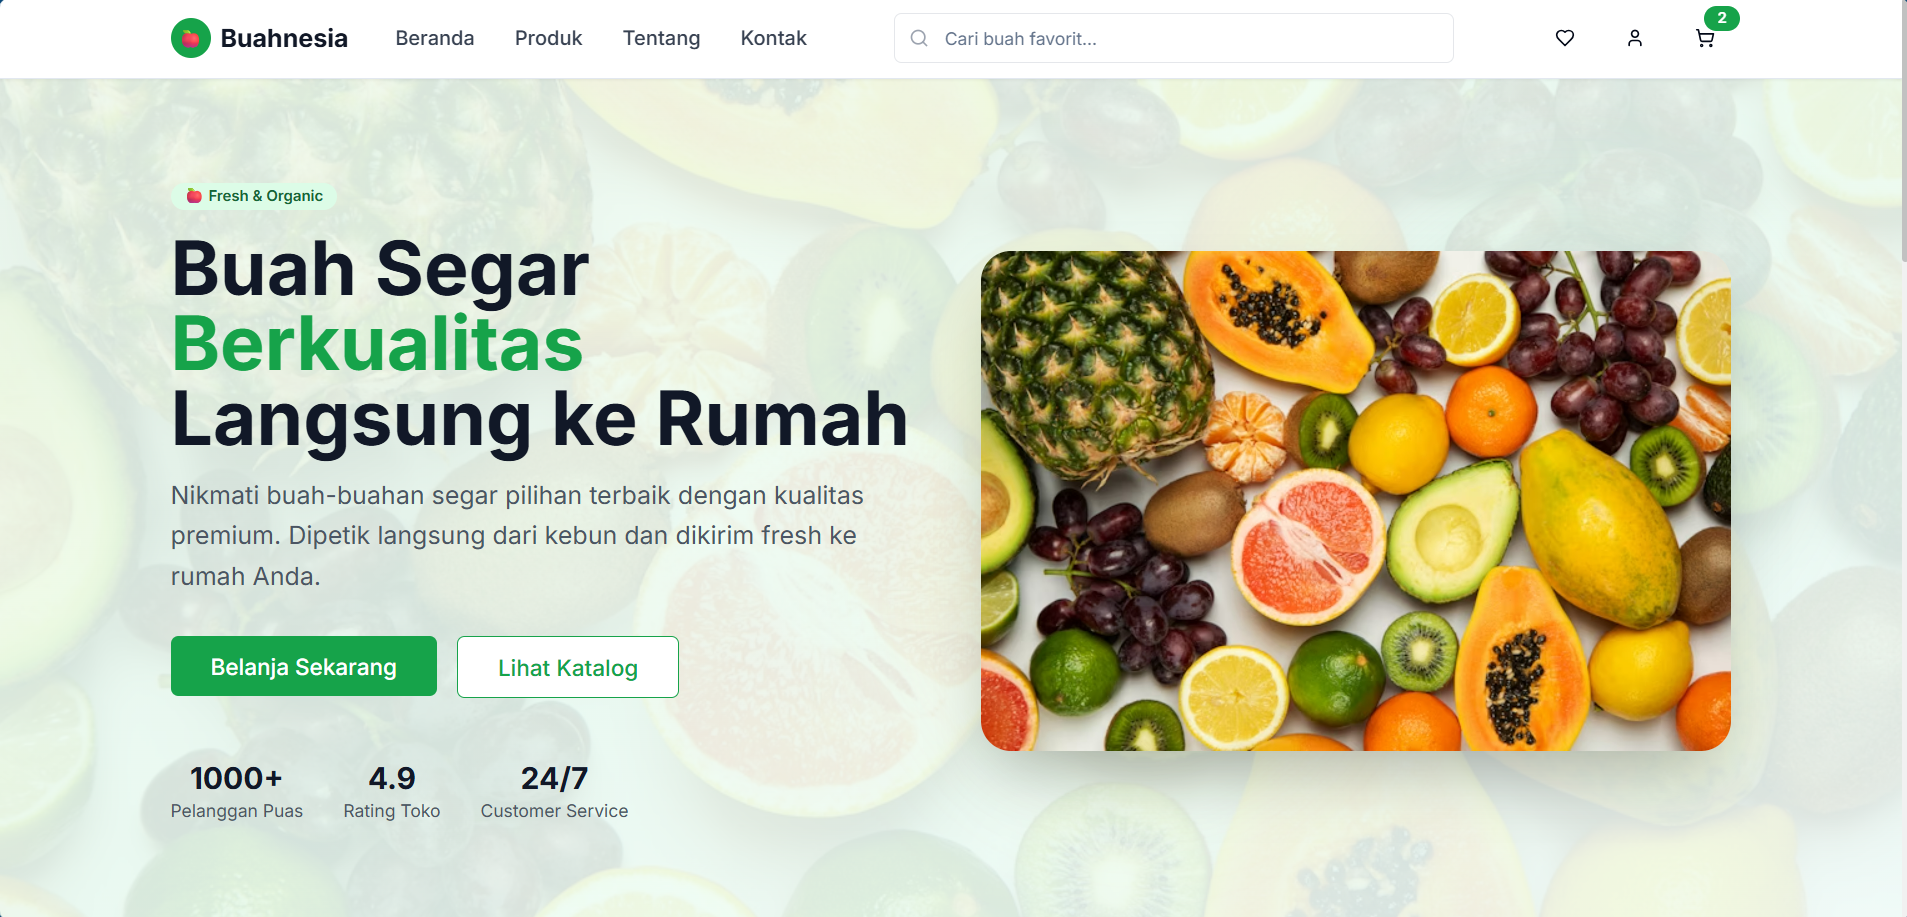 Buahnesia
Beranda
Produk
Tentang
Kontak
Cari buah favorit...
2
Fresh & Organic
Buah Segar
Berkualitas
Langsung ke Rumah
Nikmati buah-buahan segar pilihan terbaik dengan kualitas
premium. Dipetik langsung dari kebun dan dikirim fresh ke
rumah Anda.
Belanja Sekarang
Lihat Katalog
1000+
Pelanggan Puas
4.9
Rating Toko
24/7
Customer Service